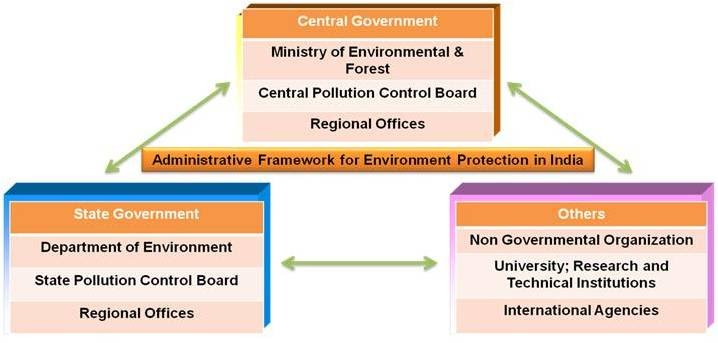 Central Government
Ministry of Environmental &
Forest
Central Pollution Control Board
Regional Offices
Administrative Framework for Environment Protection in India
State Government
Department of Environment
State Pollution Control Board
Regional Offices
Others
Non Governmental Organization
University; Research and
Technical Institutions
International Agencies